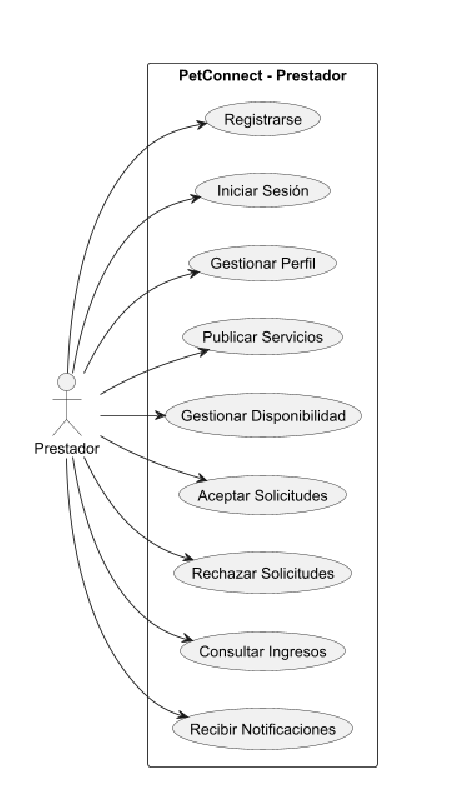 PetConnect - Prestador
Registrarse
Iniciar Sesión
Gestionar Perfil
Publicar Servicios
Gestionar Disponibilidad
Prestador
Aceptar Solicitudes
Rechazar Solicitudes
Consultar Ingresos
Recibir Notificaciones